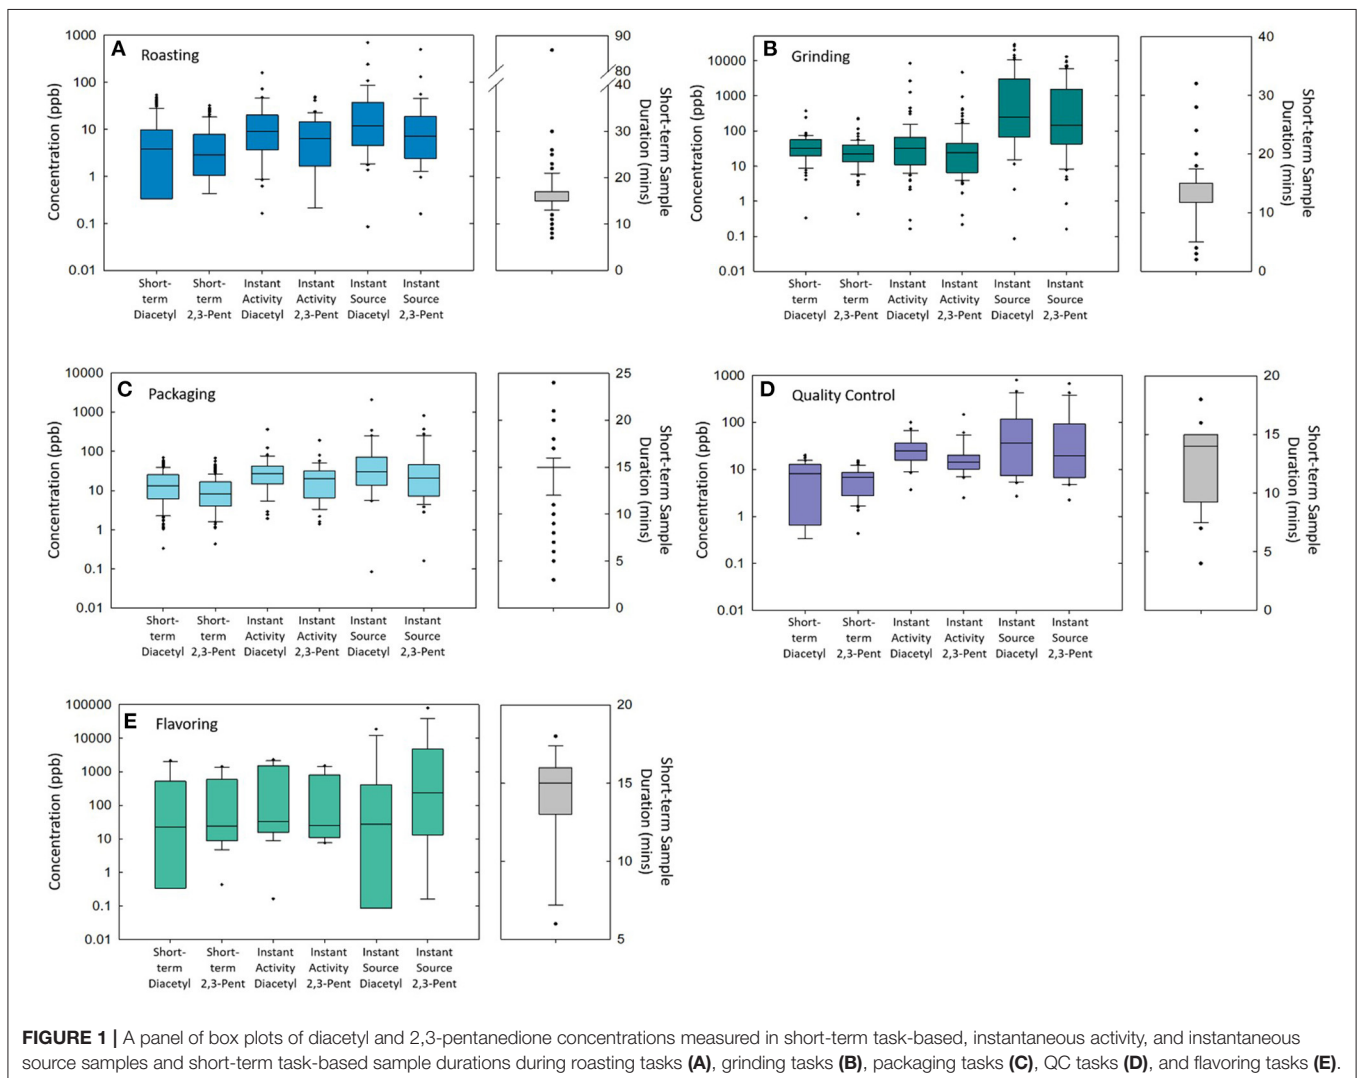 A Roasting
1000
100
10
1
0.1
0.01
Concentration (ppb)
Short-term Diacetyl
Short-term 2,3-Pent
Instant Activity Diacetyl
Instant Activity 2,3-Pent
Instant Source Diacetyl
Instant Source 2,3-Pent
90
80
40
30
20
10
0
Short-term Sample
Duration (mins)
B Grinding
10000
1000
100
10
1
0.1
0.01
Concentration (ppb)
Short-term Diacetyl
Short-term 2,3-Pent
Instant Activity Diacetyl
Instant Activity 2,3-Pent
Instant Source Diacetyl
Instant Source 2,3-Pent
40
30
20
10
0
Short-term Sample
Duration (mins)
C Packaging
10000
1000
100
10
1
0.1
0.01
Concentration (ppb)
Short-term Diacetyl
Short-term 2,3-Pent
Instant Activity Diacetyl
Instant Activity 2,3-Pent
Instant Source Diacetyl
Instant Source 2,3-Pent
25
20
15
10
5
0
Short-term Sample
Duration (mins)
D Quality Control
1000
100
10
1
0.1
0.01
Concentration (ppb)
Short-term Diacetyl
Short-term 2,3-Pent
Instant Activity Diacetyl
Instant Activity 2,3-Pent
Instant Source Diacetyl
Instant Source 2,3-Pent
20
15
10
5
0
Short-term Sample
Duration (mins)
E Flavoring
100000
10000
1000
100
10
1
0.1
0.01
Concentration (ppb)
Short-term Diacetyl
Short-term 2,3-Pent
Instant Activity Diacetyl
Instant Activity 2,3-Pent
Instant Source Diacetyl
Instant Source 2,3-Pent
20
15
10
5
Short-term Sample
Duration (mins)
FIGURE 1 | A panel of box plots of diacetyl and 2,3-pentanedione concentrations measured in short-term task-based, instantaneous activity, and instantaneous
source samples and short-term task-based sample durations during roasting tasks (A), grinding tasks (B), packaging tasks (C), QC tasks (D), and flavoring tasks (E).